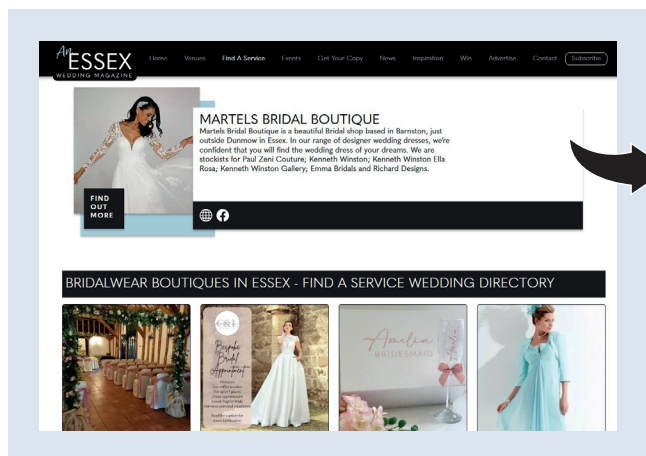 An
ESSEX
WEDDING MAGAZINE
Home Venues Find A Service Events Get Your Copy News Inspiration Win Advertise Contact Subscribe
MARTELS BRIDAL BOUTIQUE
Martels Bridal Boutique is a beautiful Bridal shop based in Barnston, just
outside Dunmow in Essex. In our range of designer wedding dresses, we're
confident that you will find the wedding dress of your dreams. We are
stockists for Paul Zeni Couture; Kenneth Winston; Kenneth Winston Ella
Rosa; Kenneth Winston Gallery; Emma Bridals and Richard Designs.
FIND
OUT
MORE
BRIDALWEAR BOUTIQUES IN ESSEX - FIND A SERVICE WEDDING DIRECTORY
Bespoke
Bridal
Appointment
Amelia
BRIDESMAID
Amelia